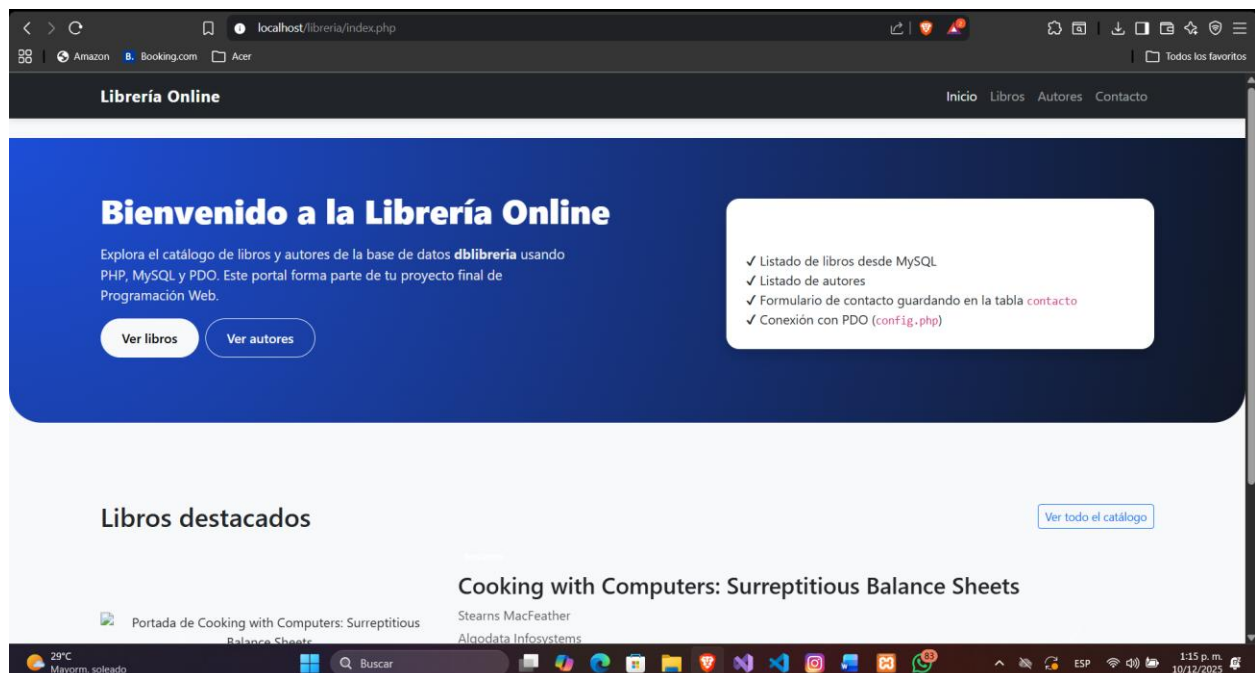 localhost/libreria/index.php
2
Amazon B. Booking.com Acer Todos los favoritos
Librería Online Inicio Libros Autores Contacto
Bienvenido a la Librería Online
Explora el catálogo de libros y autores de la base de datos dblibreria usando
PHP, MySQL y PDO. Este portal forma parte de tu proyecto final de
Programación Web.
Ver libros Ver autores
✓ Listado de libros desde MySQL
✓ Listado de autores
✓ Formulario de contacto guardando en la tabla contacto
✓ Conexión con PDO (config.php)
Libros destacados Ver todo el catálogo
Cooking with Computers: Surreptitious Balance Sheets
Stearns MacFeather
Algodata Infosystems
Portada de Cooking with Computers: Surreptitious
Balance Sheets
29°C
Mayorm. soleado
Buscar
83
ESP
1:15 p. m.
10/12/2025